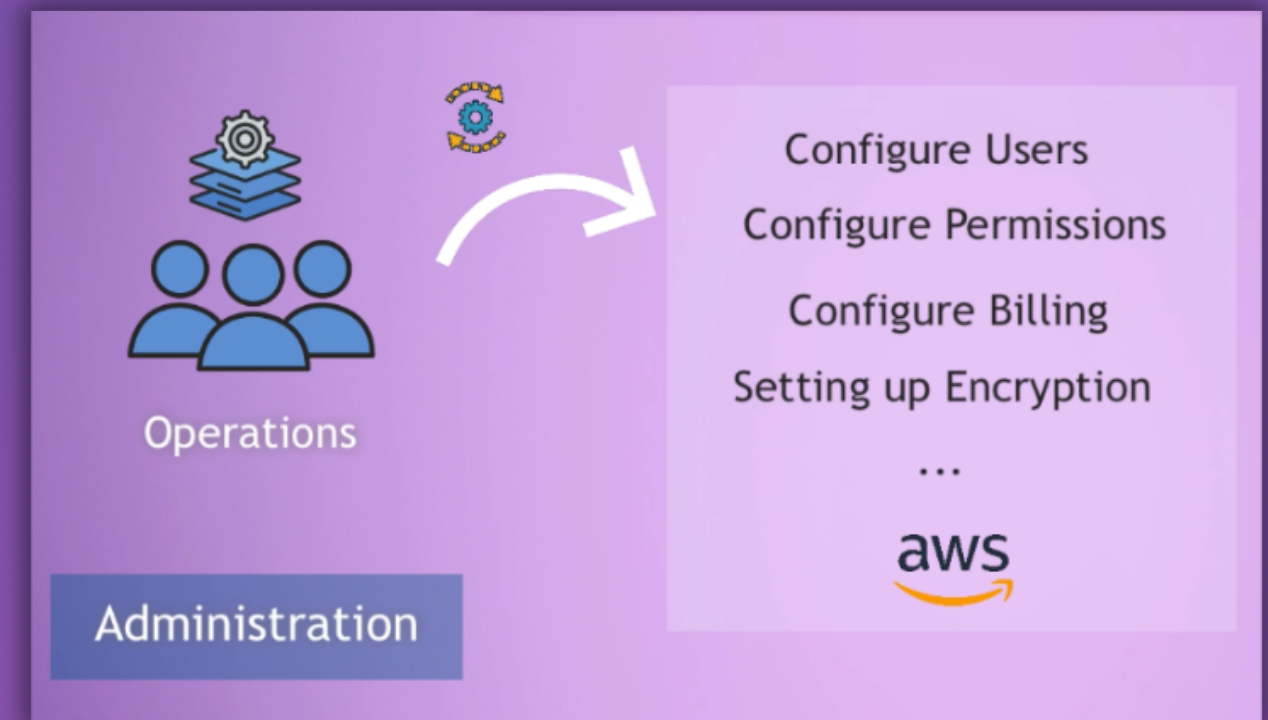 Configure Users
Configure Permissions
Configure Billing
Setting up Encryption
...
aws
Operations
Administration